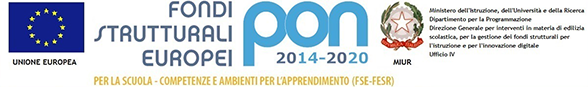 UNIONE EUROPEA
FONDI
STRUTTURALI
EUROPEI
pon
2014-2020
MIUR
Ministero dell'Istruzione, dell'Università e della Ricerca
Dipartimento per la Programmazione
Direzione Generale per interventi in materia di edilizia
scolastica, per la gestione dei fondi strutturali per
l'istruzione e per l'innovazione digitale
Ufficio IV
PER LA SCUOLA - COMPETENZE E AMBIENTI PER L'APPRENDIMENTO (FSE-FESR)